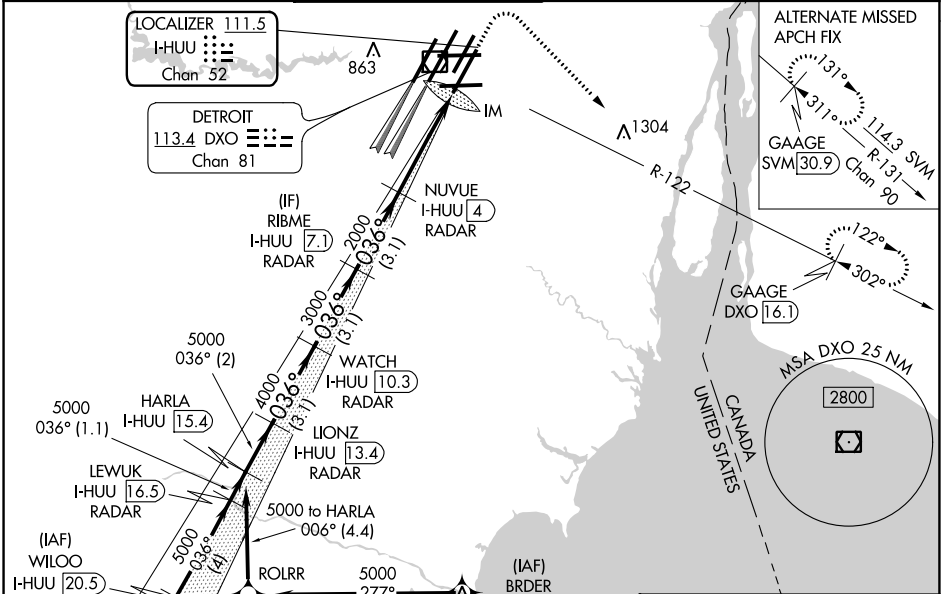 LOCALIZER 111.5
I-HUU
Chan 52
863
DETROIT
113.4 DXO
Chan 81
IM
1304
ALTERNATE MISSED
APCH FIX
131°
311°
114.3 SVM
R-131
Chan 90
GAAGE
SVM 30.9
R-122
122°
302°
GAAGE
DXO 16.1
NUVUE
I-HUU 4
RADAR
(IF)
RIBME
I-HUU 7.1
RADAR
2000
036°
(3.1)
3000
036°
(3.1)
WATCH
I-HUU 10.3
RADAR
5000
036° (2)
4000
036°
(3.1)
HARLA
I-HUU 15.4
LIONZ
I-HUU 13.4
RADAR
5000
036° (1.1)
LEWUK
I-HUU 16.5
RADAR
5000 to HARLA
006° (4.4)
5000
036°
(4)
(IAF)
WILOO
I-HUU 20.5
ROLRR
5000
277°
(IAF)
BRDER
CANADA
UNITED STATES
MSA DXO 25 NM
2800